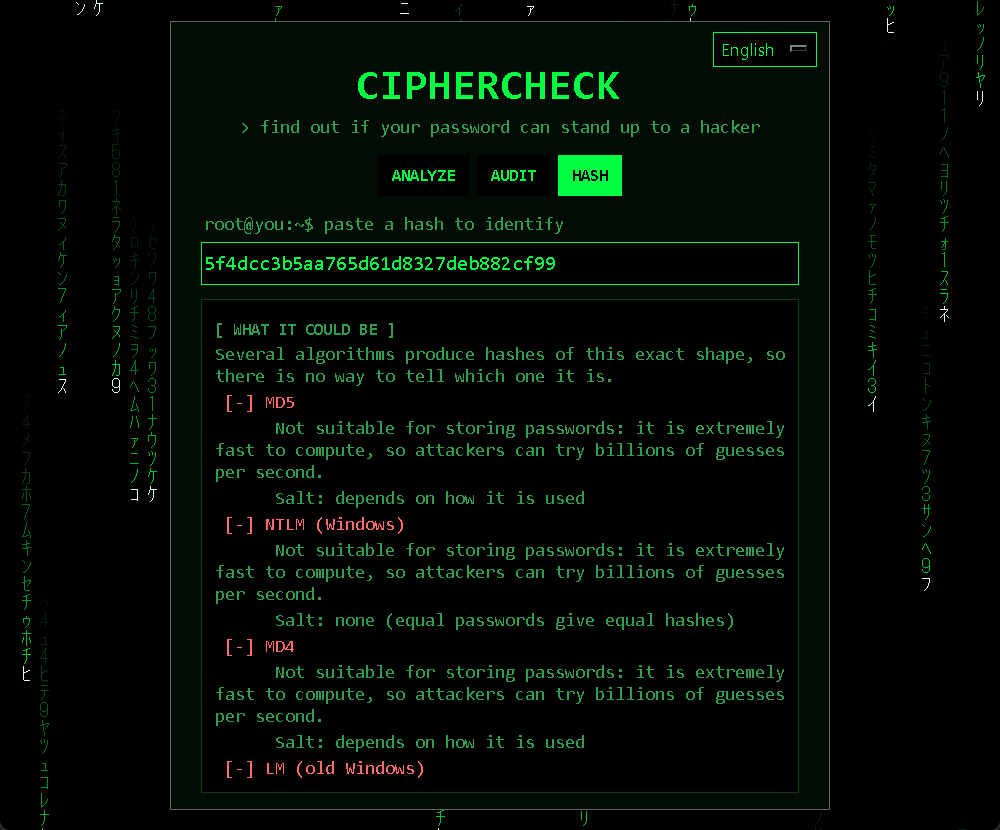 English
CIPHERCHECK
> find out if your password can stand up to a hacker
ANALYZE AUDIT HASH
root@you:~$ paste a hash to identify
5f4dcc3b5aa765d61d8327deb882cf99
[ WHAT IT COULD BE ]
Several algorithms produce hashes of this exact shape, so
there is no way to tell which one it is.
[-] MD5
Not suitable for storing passwords: it is extremely
fast to compute, so attackers can try billions of guesses
per second.
Salt: depends on how it is used
[-] NTLM (Windows)
Not suitable for storing passwords: it is extremely
fast to compute, so attackers can try billions of guesses
per second.
Salt: none (equal passwords give equal hashes)
[-] MD4
Not suitable for storing passwords: it is extremely
fast to compute, so attackers can try billions of guesses
per second.
Salt: depends on how it is used
[-] LM (old Windows)